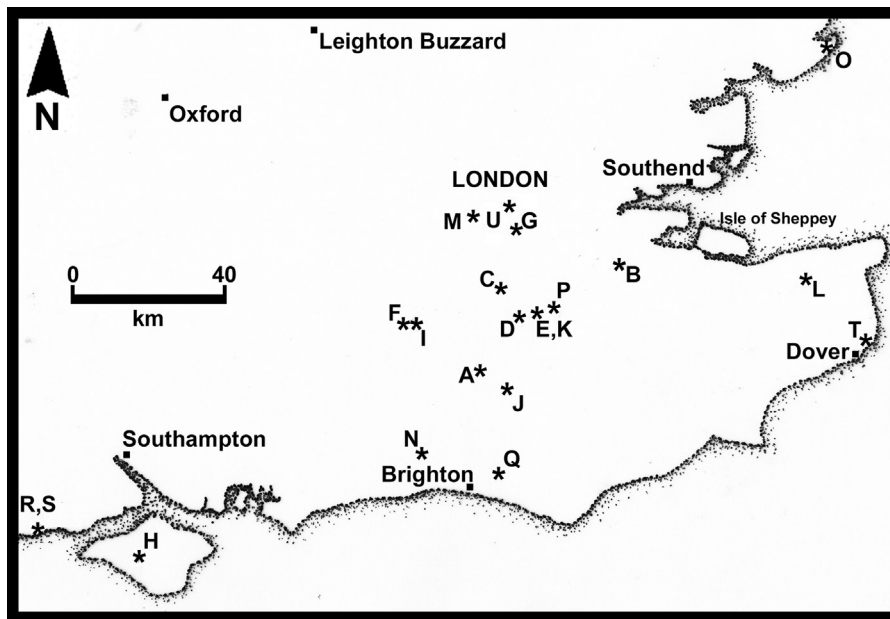 Leighton Buzzard
O
N
Oxford
Southend
LONDON
M U G
Isle of Sheppey
0 40
km
B
C
P
L
F
I
D
E,K
T
Dover
A
J
Southampton
N
Brighton
Q
R,S
H